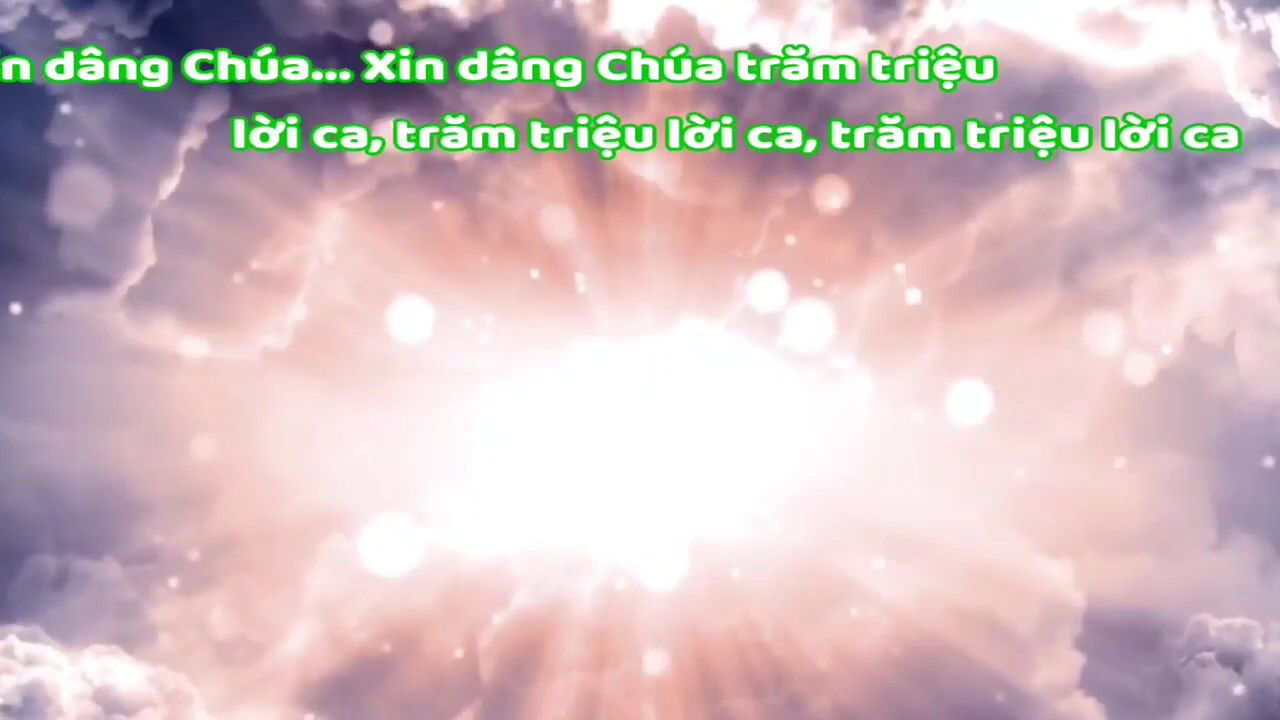 n dâng Chúa... Xin dâng Chúa trăm triệu
lời ca, trăm triệu lời ca, trăm triệu lời ca